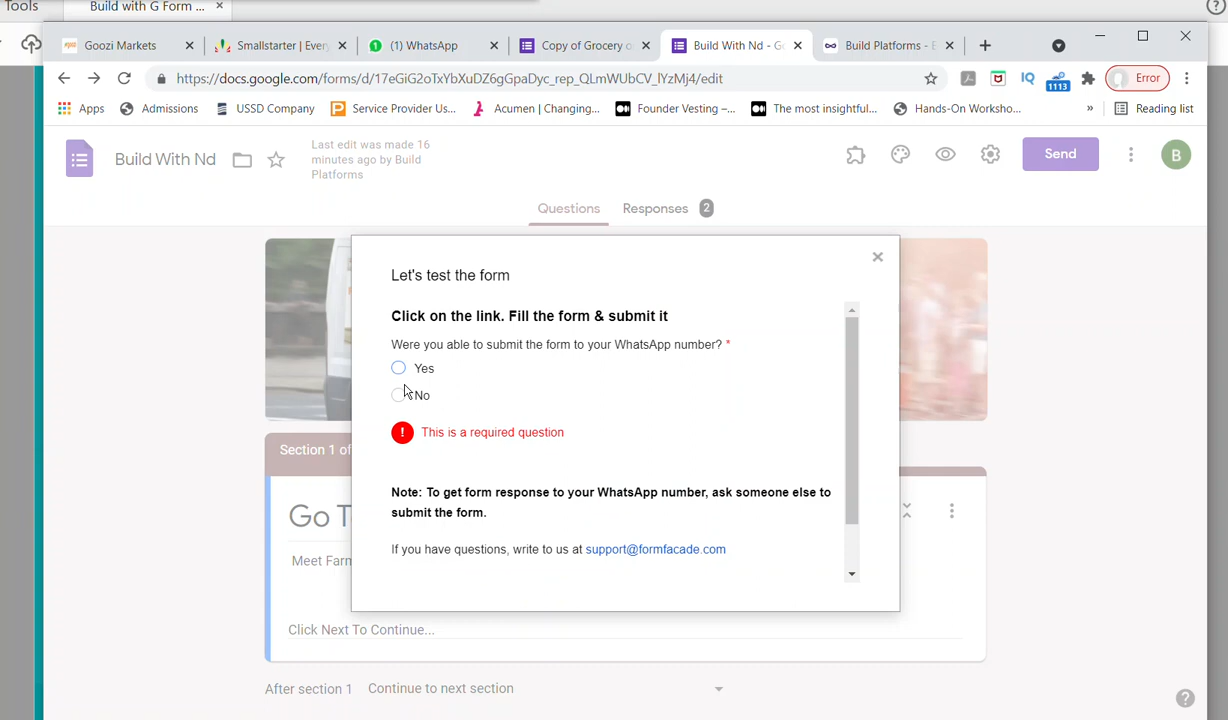 Tools
Build with G Form ... ×
Goozi Markets
Smallstarter | Ever
(1) WhatsApp
Copy of Grocery o
Build With Nd - Go
Build Platforms - E
https://docs.google.com/forms/d/17eGiG2oTxYbXuDZ6gGpaDyc_rep_QLmWUbCV_lYzMj4/edit
IQ
1113
Error
Apps
Admissions
USSD Company
Service Provider Us...
Acumen | Changing...
Founder Vesting –...
The most insightful...
Hands-On Worksho...
»
Reading list
Build With Nd
Last edit was made 16
minutes ago by Build
Platforms
Send
B
Questions
Responses
2
Let's test the form
Click on the link. Fill the form & submit it
Were you able to submit the form to your WhatsApp number? *
Yes
No
! This is a required question
Section 1 of
Note: To get form response to your WhatsApp number, ask someone else to
submit the form.
Go T
If you have questions, write to us at support@formfacade.com
Meet Farm
Click Next To Continue...
After section 1 Continue to next section